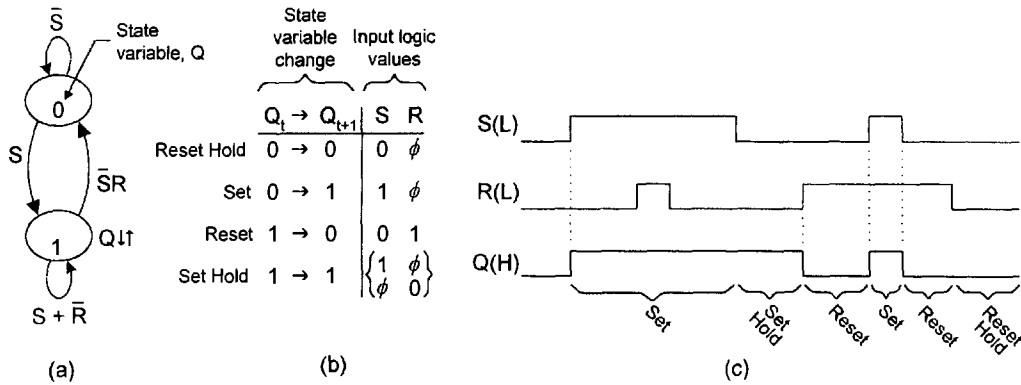 S̄
State
variable, Q
0
S
S̄R
1
Q↓↑
S + R̄
(a)
State
variable
change
Input logic
values
Qt → Qt+1 S R
Reset Hold 0 → 0 0 ϕ
Set 0 → 1 1 ϕ
Reset 1 → 0 0 1
Set Hold 1 → 1 {1 ϕ}
{ϕ 0}
(b)
S(L)
R(L)
Q(H)
Set
Set
Hold
Reset
Set
Reset
Reset
Hold
(c)